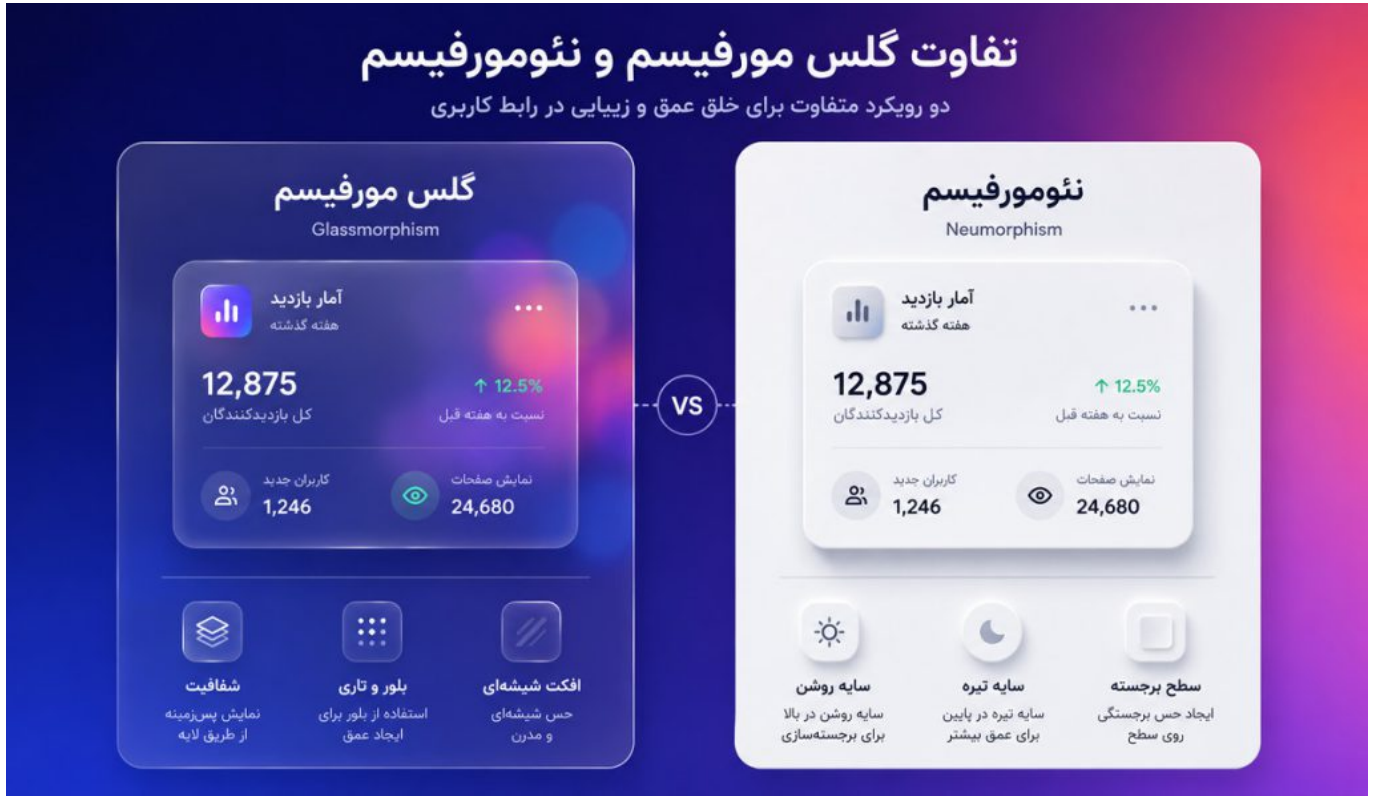 تفاوت گلس مورفیسم و نئومورفیسم
دو رویکرد متفاوت برای خلق عمق و زیبایی در رابط کاربری
نئومورفیسم
Neumorphism
آمار بازدید
هفته گذشته
12,875
کل بازدیدکنندگان
↑ 12.5%
نسبت به هفته قبل
نمایش صفحات
24,680
کاربران جدید
1,246
سطح برجسته
ایجاد حس برجستگی
روی سطح
سایه تیره
سایه تیره در پایین
برای عمق بیشتر
سایه روشن
سایه روشن در بالا
برای برجسته‌سازی
VS
گلس مورفیسم
Glassmorphism
آمار بازدید
هفته گذشته
12,875
کل بازدیدکنندگان
↑ 12.5%
نسبت به هفته قبل
نمایش صفحات
24,680
کاربران جدید
1,246
افکت شیشه‌ای
حس شیشه‌ای
و مدرن
بلور و تاری
استفاده از بلور برای
ایجاد عمق
شفافیت
نمایش پس‌زمینه
از طریق لایه